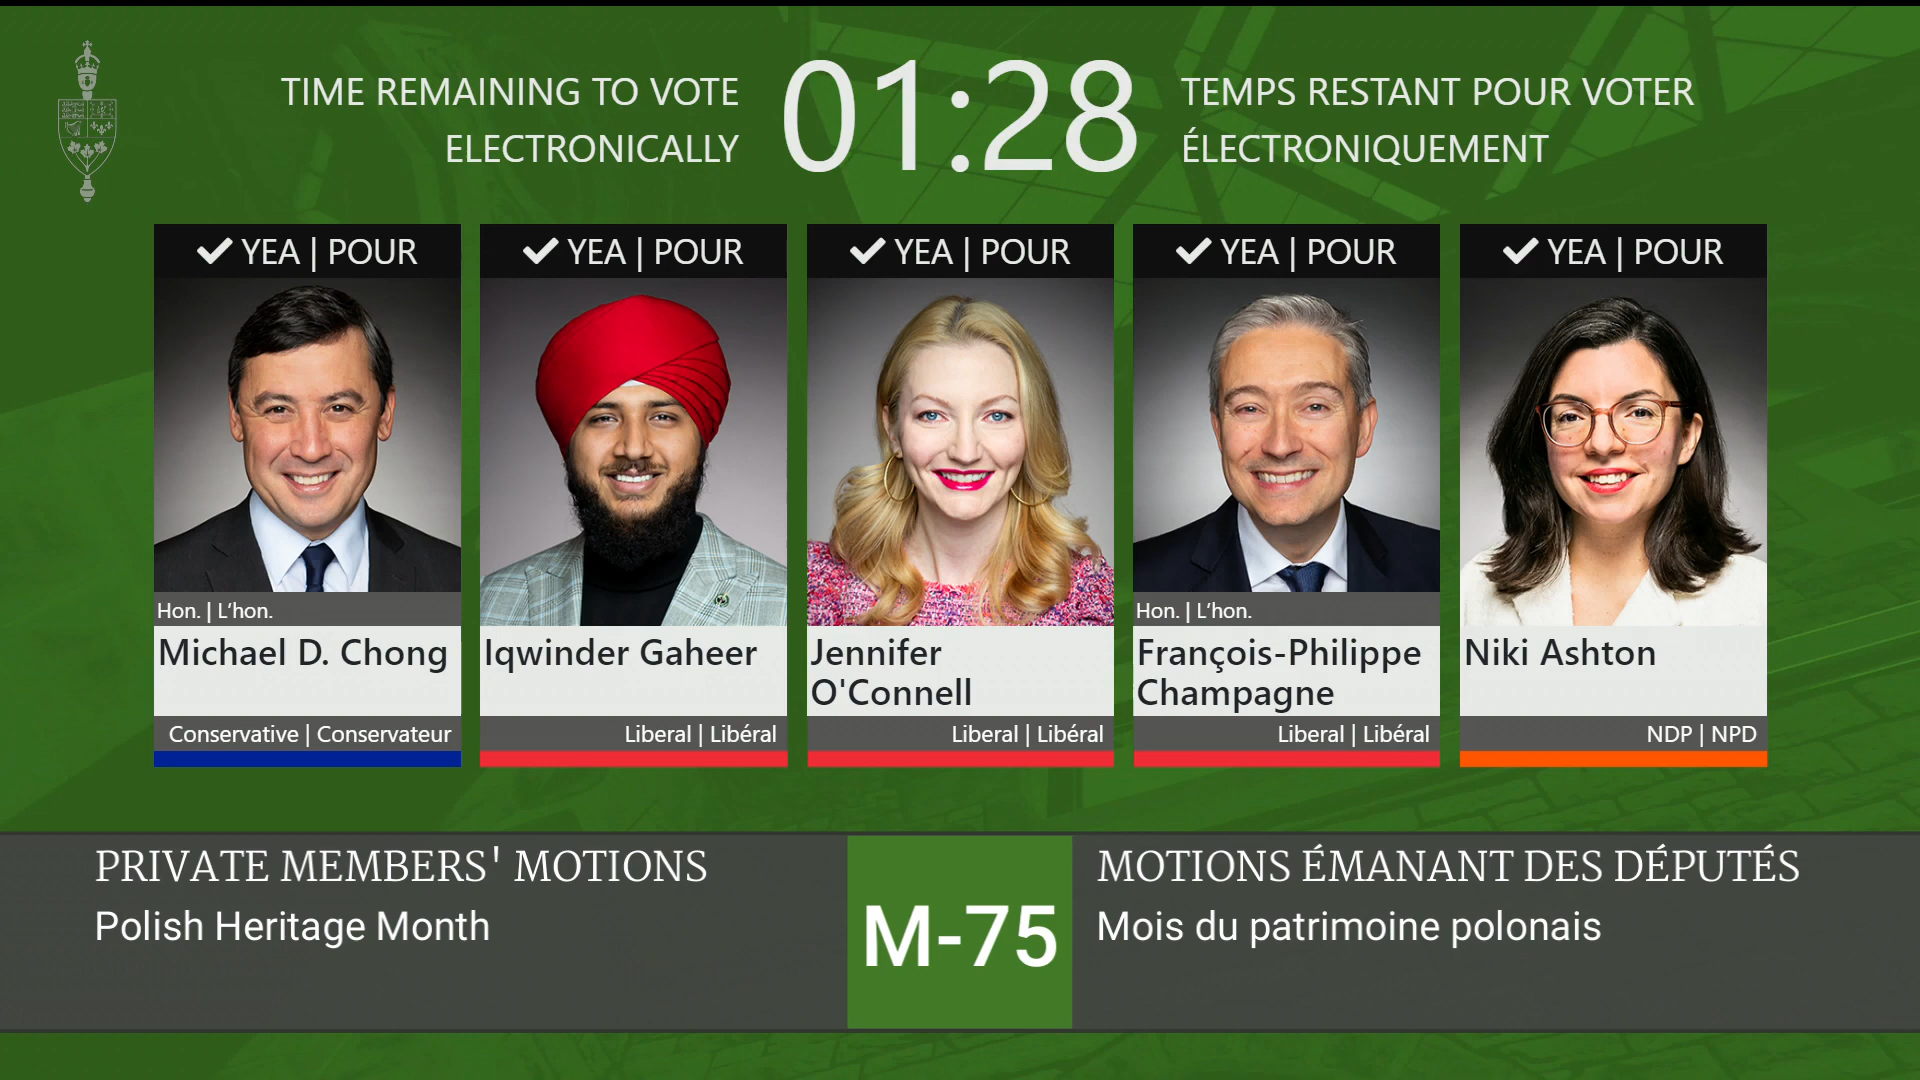 TIME REMAINING TO VOTE
ELECTRONICALLY
01:28
TEMPS RESTANT POUR VOTER
ÉLECTRONIQUEMENT
YEA | POUR
Hon. | L’hon.
Michael D. Chong
Conservative | Conservateur
YEA | POUR
Iqwinder Gaheer
Liberal | Libéral
YEA | POUR
Jennifer
O'Connell
Liberal | Libéral
YEA | POUR
Hon. | L’hon.
François-Philippe
Champagne
Liberal | Libéral
YEA | POUR
Niki Ashton
NDP | NPD
PRIVATE MEMBERS' MOTIONS
Polish Heritage Month
M-75
MOTIONS ÉMANANT DES DÉPUTÉS
Mois du patrimoine polonais